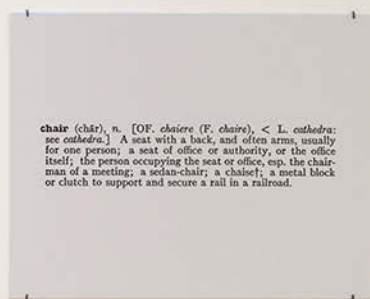 chair (chãr), n. [OF. chaiere (F. chaire), < L. cathedra:
see cathedra.] A seat with a back, and often arms, usually
for one person; a seat of office or authority, or the office
itself; the person occupying the seat or office, esp. the chair-
man of a meeting; a sedan-chair; a chaise†; a metal block
or clutch to support and secure a rail in a railroad.